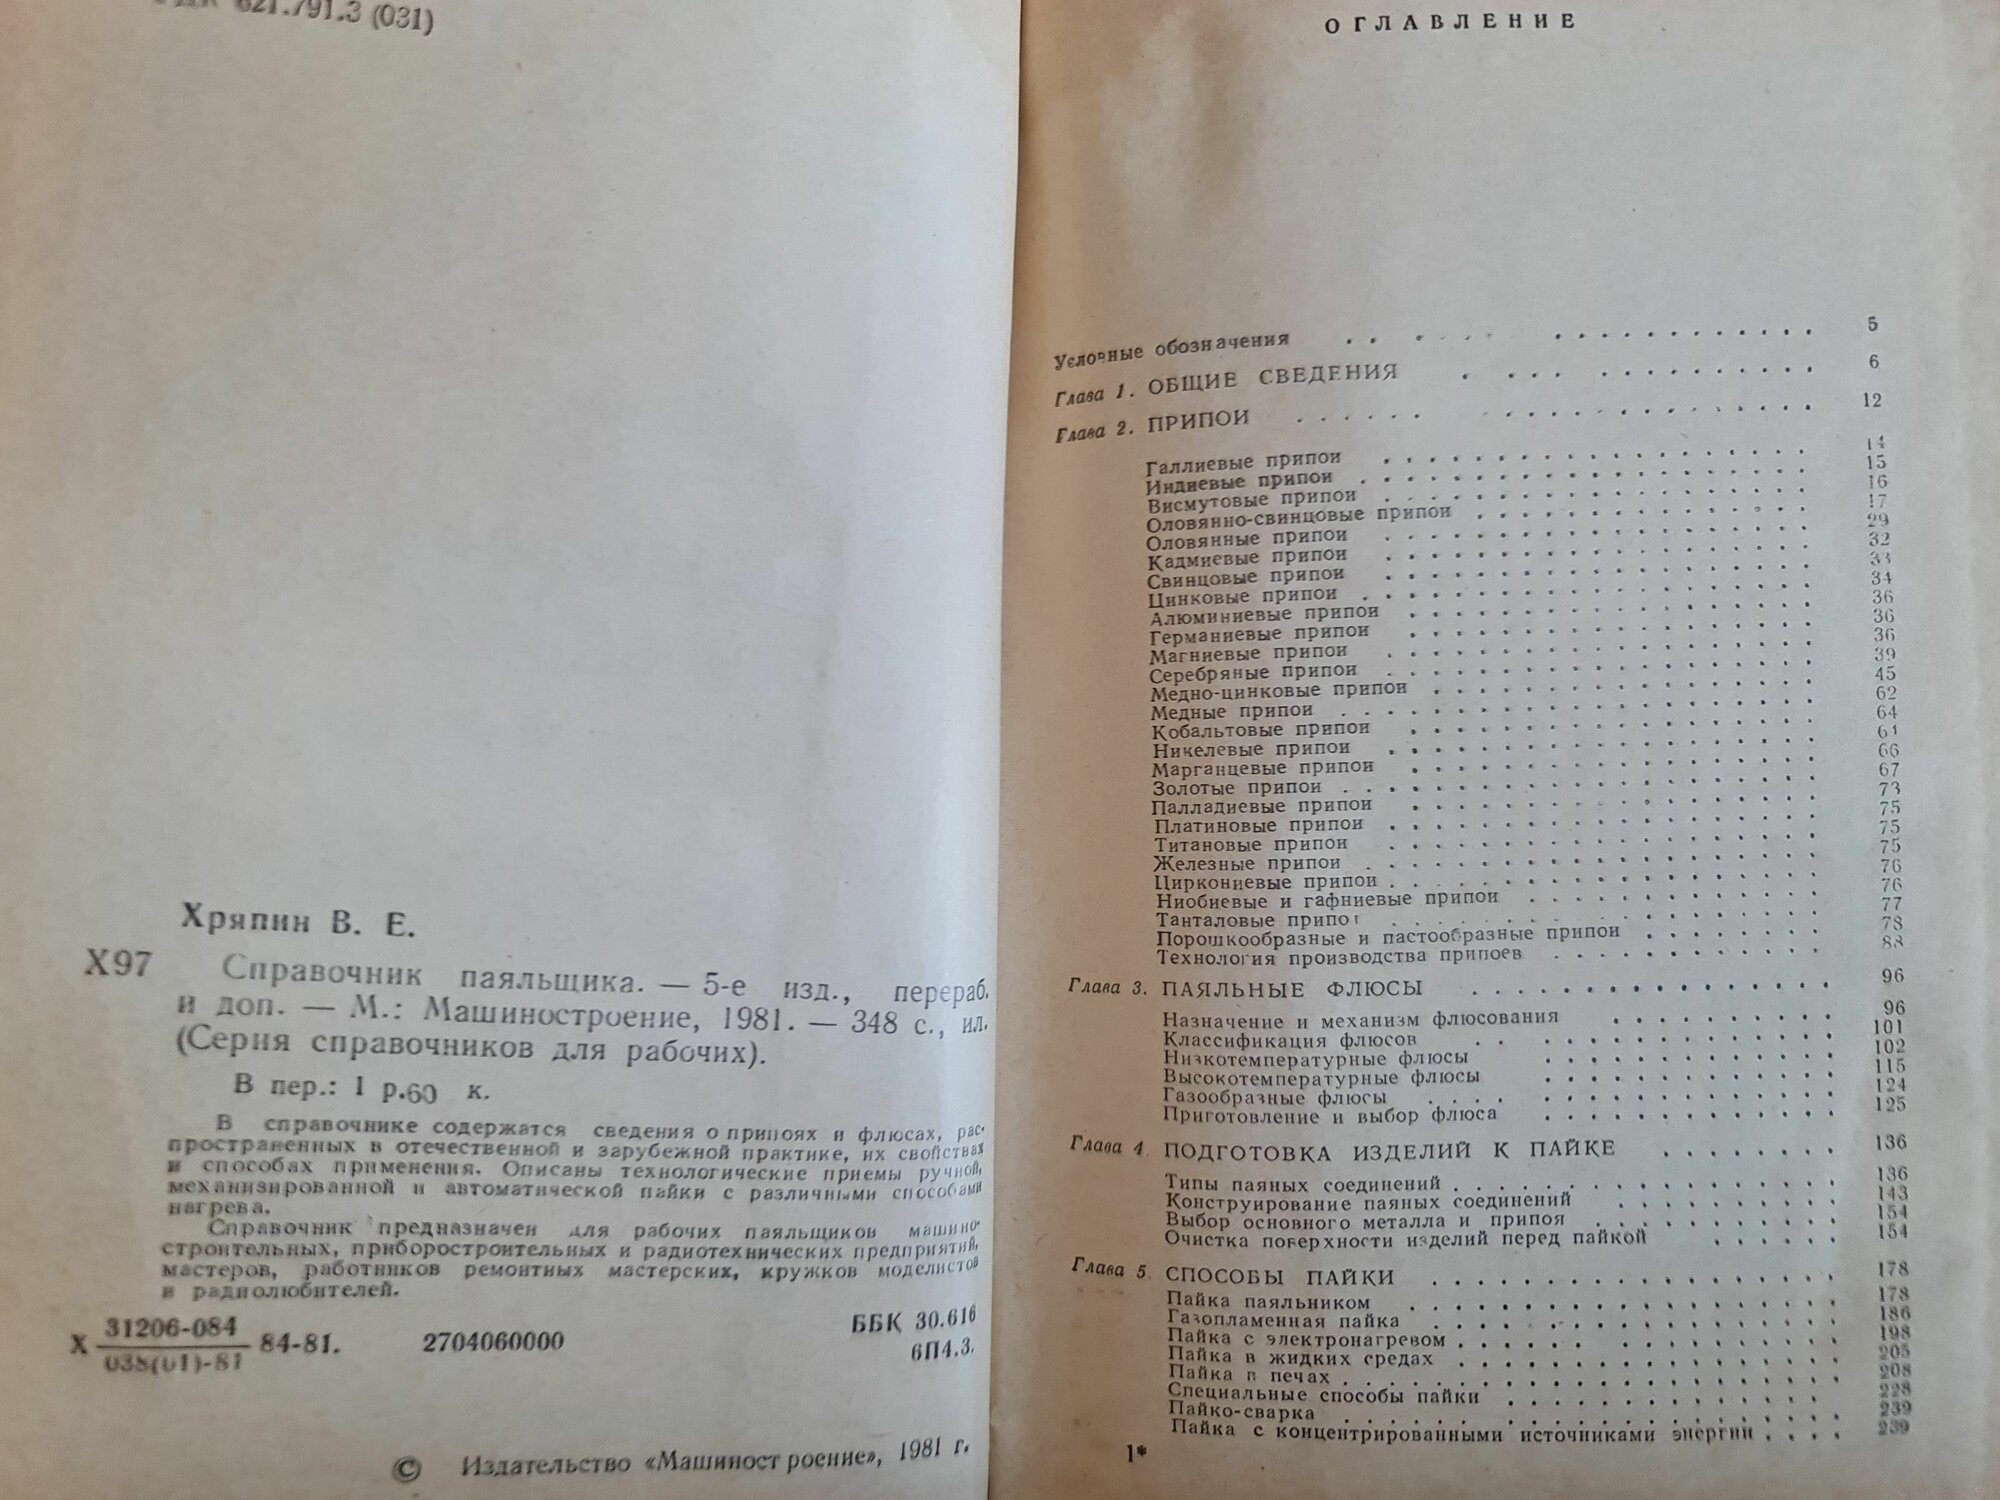 621.791.3 (031)
Хряпин В. Е.
Х97 Справочник паяльщика. — 5-е изд., перераб.
и доп. — М.: Машиностроение, 1981. — 348 с., ил.
(Серия справочников для рабочих).
В пер.: 1 р.60 к.
В справочнике содержатся сведения о припоях и флюсах, рас-
пространенных в отечественной и зарубежной практике, их свойствах
и способах применения. Описаны технологические приемы ручной,
механизированной и автоматической пайки с различными способами
нагрева.
Справочник предназначен для рабочих паяльщиков машино-
строительных, приборостроительных и радиотехнических предприятий,
мастеров, работников ремонтных мастерских, кружков моделистов
и радиолюбителей.
Х 31206-084 84-81. 2704060000
038(01)-81
ББК 30.616
6П4.3.
© Издательство «Машиностроение», 1981 г.
ОГЛАВЛЕНИЕ
Условные обозначения . . . . . . . . . . . . 5
Глава 1. ОБЩИЕ СВЕДЕНИЯ . . . . . . . . . . . . 6
Глава 2. ПРИПОИ . . . . . . . . . . . . 12
Галлиевые припои . . . . . . . . . . . . 14
Индиевые припои . . . . . . . . . . . . 15
Висмутовые припои . . . . . . . . . . . . 16
Оловянно-свинцовые припои . . . . . . . . . . . . 17
Оловянные припои . . . . . . . . . . . . 29
Кадмиевые припои . . . . . . . . . . . . 32
Свинцовые припои . . . . . . . . . . . . 33
Цинковые припои . . . . . . . . . . . . 34
Алюминиевые припои . . . . . . . . . . . . 36
Германиевые припои . . . . . . . . . . . . 36
Магниевые припои . . . . . . . . . . . . 36
Серебряные припои . . . . . . . . . . . . 39
Медно-цинковые припои . . . . . . . . . . . . 45
Медные припои . . . . . . . . . . . . 62
Кобальтовые припои . . . . . . . . . . . . 64
Никелевые припои . . . . . . . . . . . . 64
Марганцевые припои . . . . . . . . . . . . 66
Золотые припои . . . . . . . . . . . . 67
Палладиевые припои . . . . . . . . . . . . 73
Платиновые припои . . . . . . . . . . . . 75
Титановые припои . . . . . . . . . . . . 75
Железные припои . . . . . . . . . . . . 75
Циркониевые припои . . . . . . . . . . . . 76
Ниобиевые и гафниевые припои . . . . . . . . . . . . 76
Танталовые припои . . . . . . . . . . . . 77
Порошкообразные и пастообразные припои . . . . . . . . 78
Технология производства припоев . . . . . . . . . . . . 88
Глава 3. ПАЯЛЬНЫЕ ФЛЮСЫ . . . . . . . . . . . . 96
Назначение и механизм флюсования . . . . . . . . . . 96
Классификация флюсов . . . . . . . . . . . . 101
Низкотемпературные флюсы . . . . . . . . . . . . 102
Высокотемпературные флюсы . . . . . . . . . . . . 115
Газообразные флюсы . . . . . . . . . . . . 124
Приготовление и выбор флюса . . . . . . . . . . . . 125
Глава 4. ПОДГОТОВКА ИЗДЕЛИЙ К ПАЙКЕ . . . . . . . . 136
Типы паяных соединений . . . . . . . . . . . . 136
Конструирование паяных соединений . . . . . . . . . . 143
Выбор основного металла и припоя . . . . . . . . . . 154
Очистка поверхности изделий перед пайкой . . . . . . 154
Глава 5. СПОСОБЫ ПАЙКИ . . . . . . . . . . . . 178
Пайка паяльником . . . . . . . . . . . . 178
Газопламенная пайка . . . . . . . . . . . . 186
Пайка с электронагревом . . . . . . . . . . . . 198
Пайка в жидких средах . . . . . . . . . . . . 205
Пайка в печах . . . . . . . . . . . . 208
Специальные способы пайки . . . . . . . . . . . . 228
Пайко-сварка . . . . . . . . . . . . 239
Пайка с концентрированными источниками энергии . . . . 239
1*